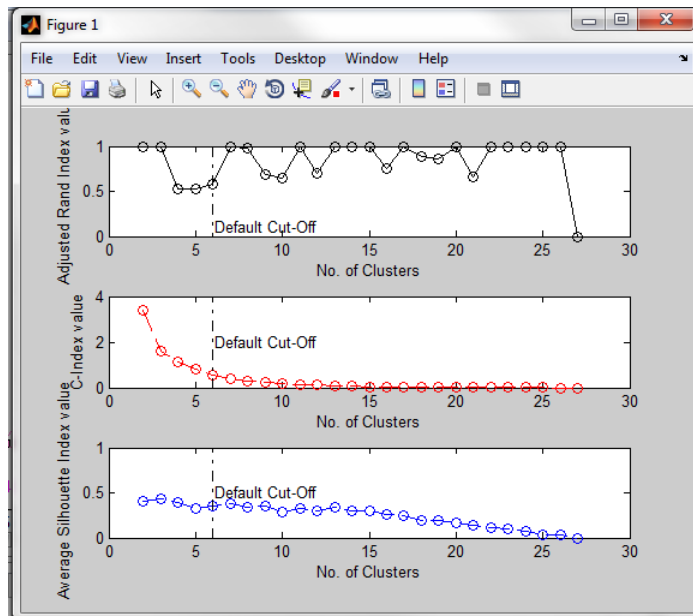 Figure 1
File Edit View Insert Tools Desktop Window Help
Adjusted Rand Index valu
1
0.5
0
Default Cut-Off
0 5 10 15 20 25 30
No. of Clusters
C-Index value
4
2
0
Default Cut-Off
0 5 10 15 20 25 30
No. of Clusters
Average Silhouette Index value
1
0.5
0
Default Cut-Off
0 5 10 15 20 25 30
No. of Clusters